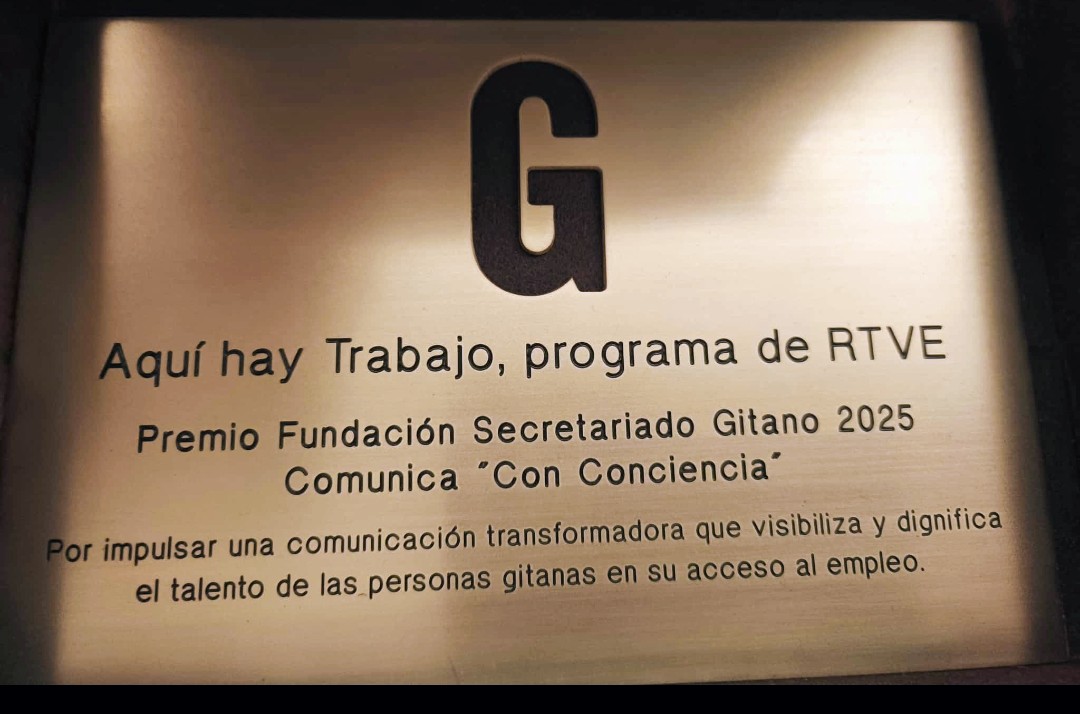 G
Aquí hay Trabajo, programa de RTVE
Premio Fundación Secretariado Gitano 2025
Comunica "Con Conciencia"
Por impulsar una comunicación transformadora que visibiliza y dignifica
el talento de las personas gitanas en su acceso al empleo.